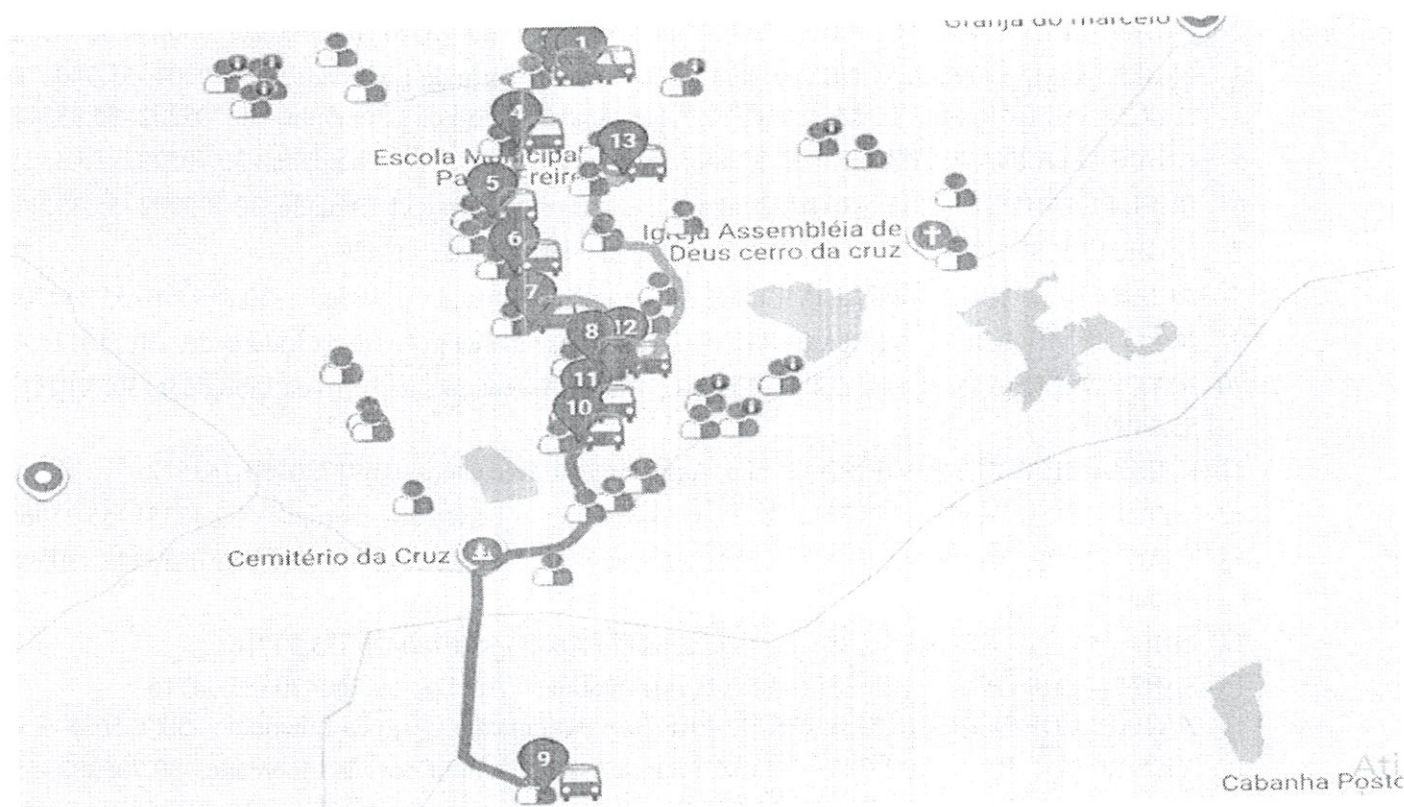 Granja do marcelo
1
4
13
Escola Municipal
Freire
5
Igreja Assembléia de
Deus cerro da cruz
6
7
8
12
11
10
Cemitério da Cruz
9
Ati
Cabanha Posto